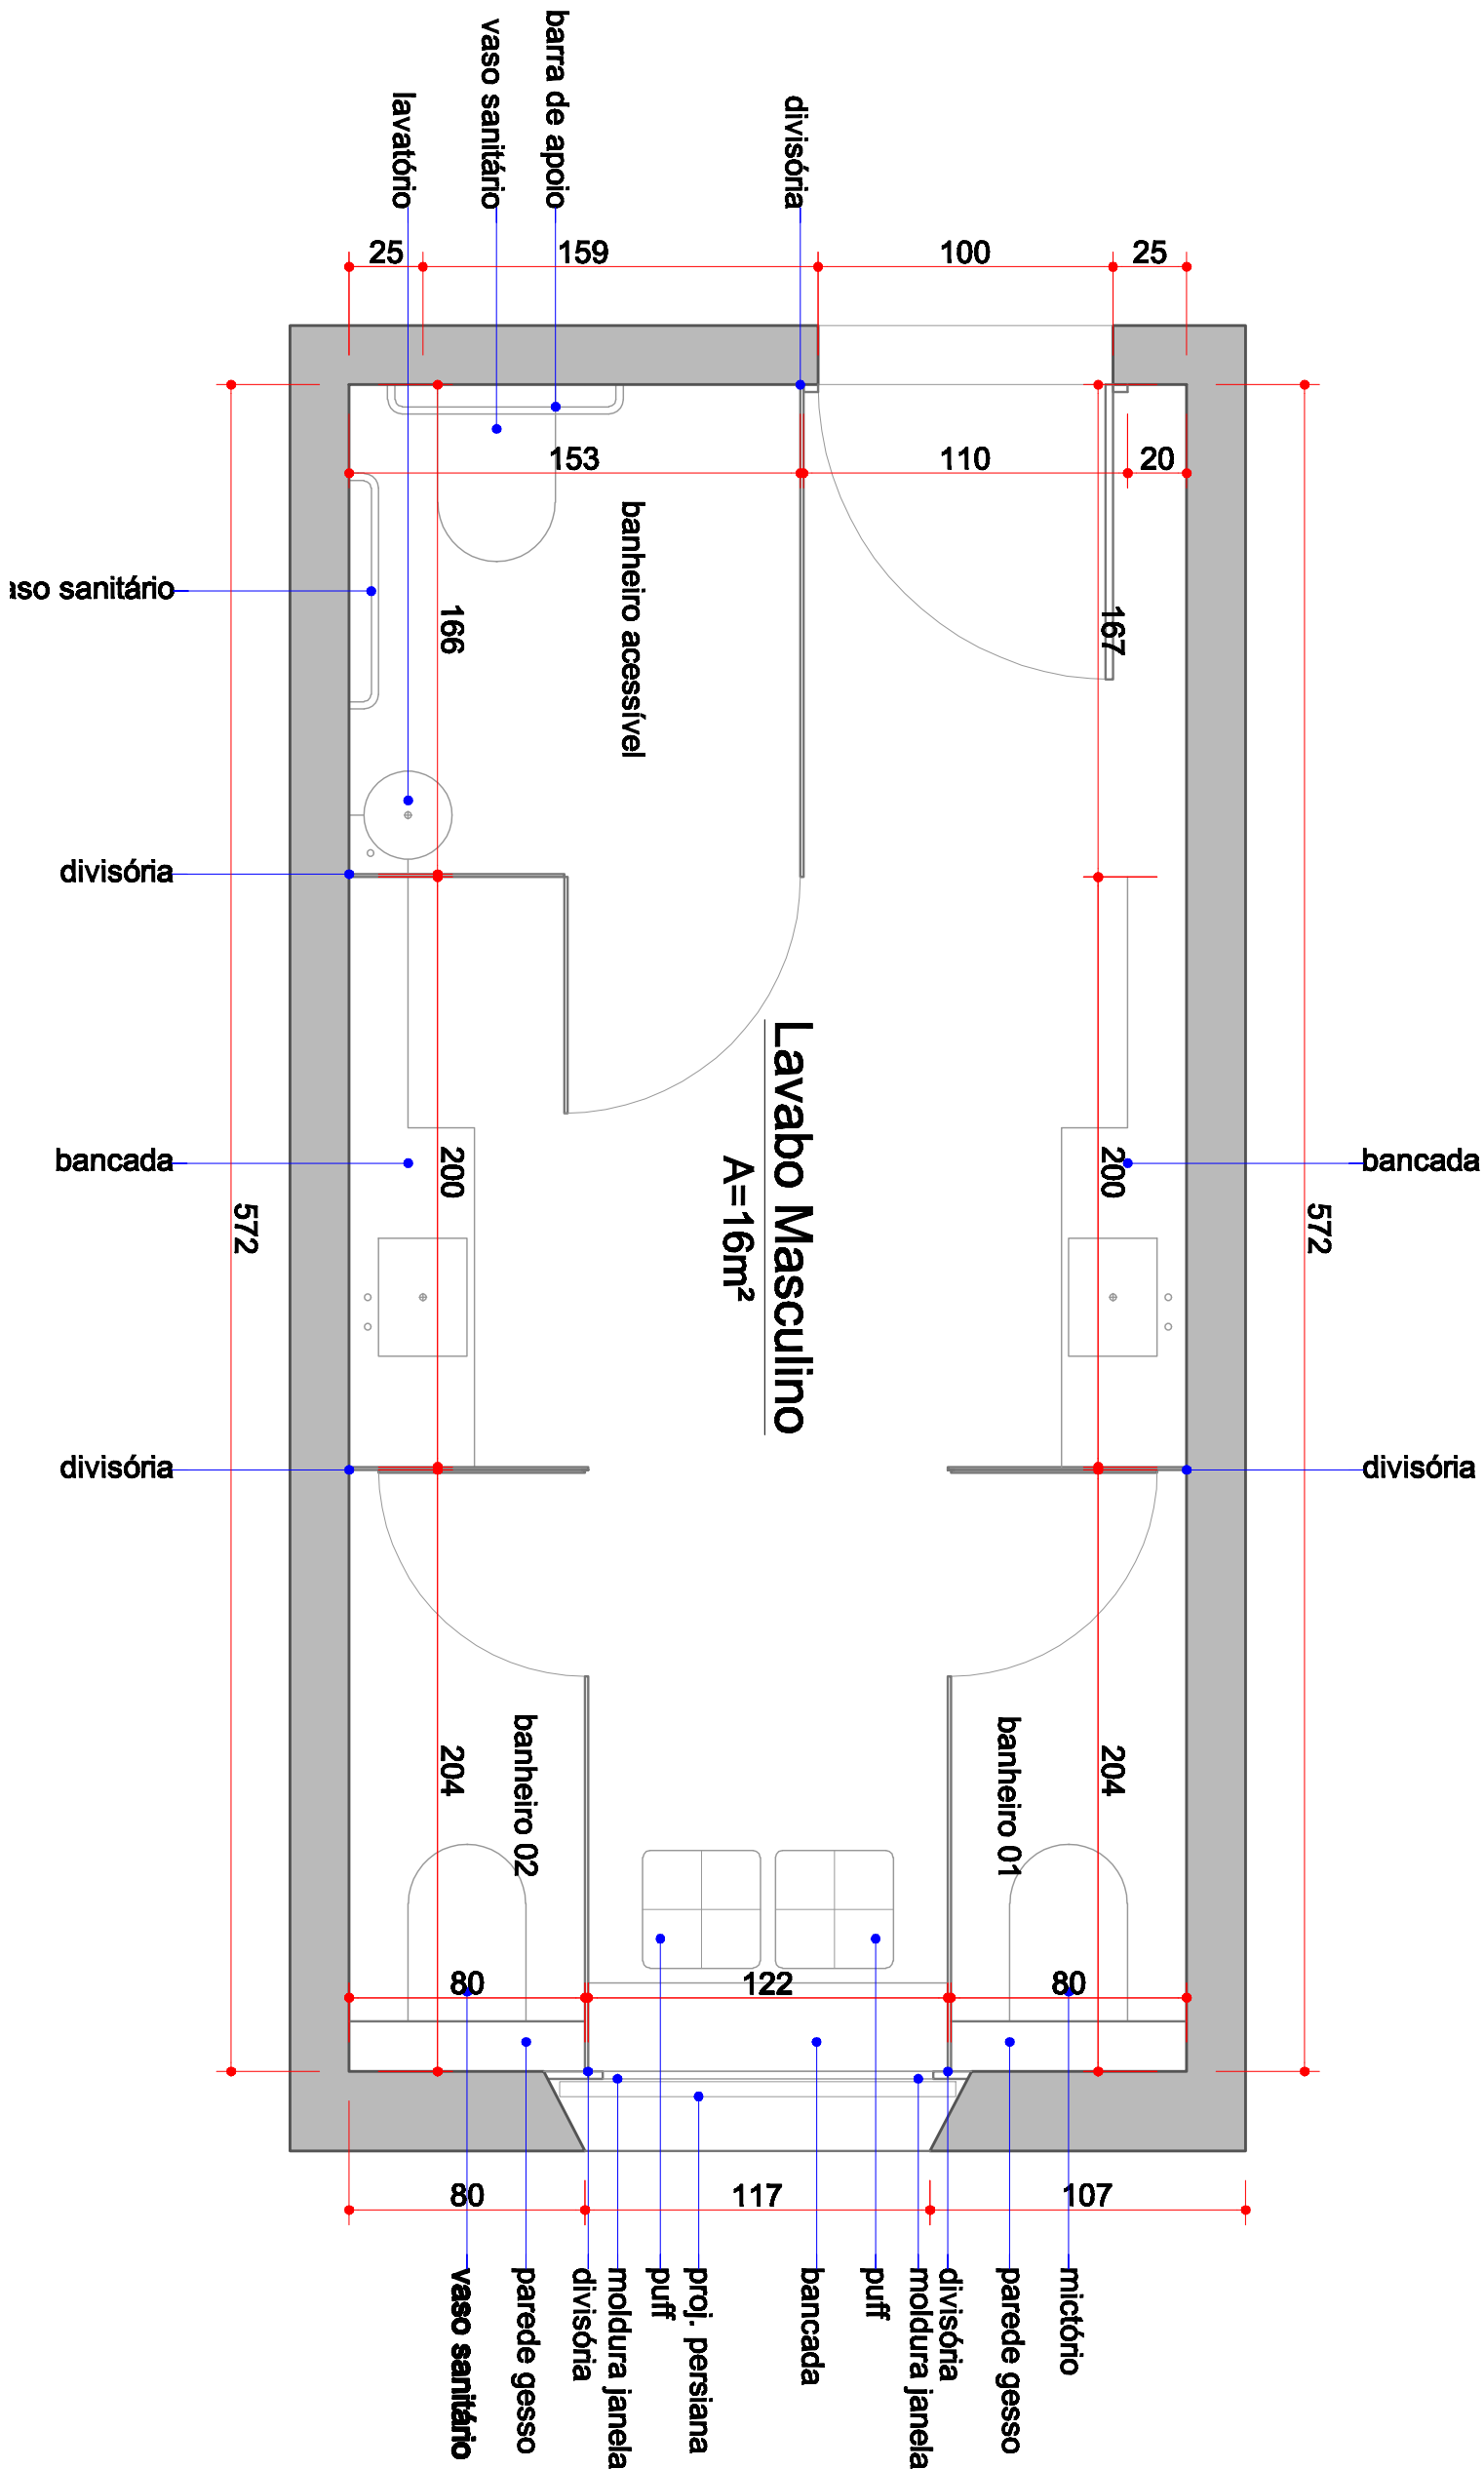 barra de apoio
vaso sanitário
lavatório
divisória
25
159
100
25
153
110
20
banheiro acessível
aso sanitário
166
167
divisória
Lavabo Masculino
A=16m²
bancada
200
200
bancada
572
572
divisória
divisória
banheiro 02
banheiro 01
204
204
80
122
80
80
117
107
vaso sanitário
parede gesso
divisória
moldura janela
puff
proj. persiana
bancada
puff
moldura janela
divisória
parede gesso
mictório